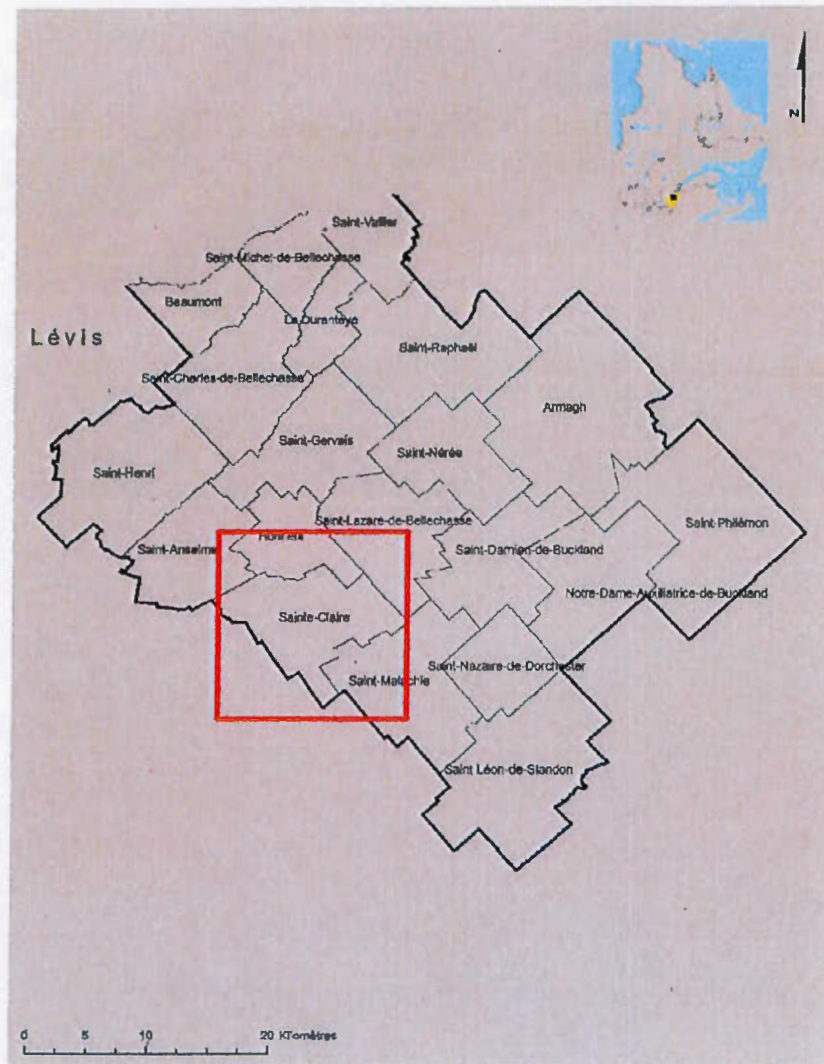 N
Saint-Vallier
Saint-Michel-de-Bellechasse
Beaumont
La Durantaye
Lévis
Saint-Raphaël
Saint-Charles-de-Bellechasse
Armagh
Saint-Gervais
Saint-Nérée
Saint-Henri
Saint-Lazare-de-Bellechasse
Saint-Philémon
Honfleur
Saint-Anselme
Saint-Damien-de-Buckland
Notre-Dame-Auxiliatrice-de-Buckland
Sainte-Claire
Saint-Nazaire-de-Dorchester
Saint-Malachie
Saint Léon-de-Standon
0 5 10 20 Kilomètres